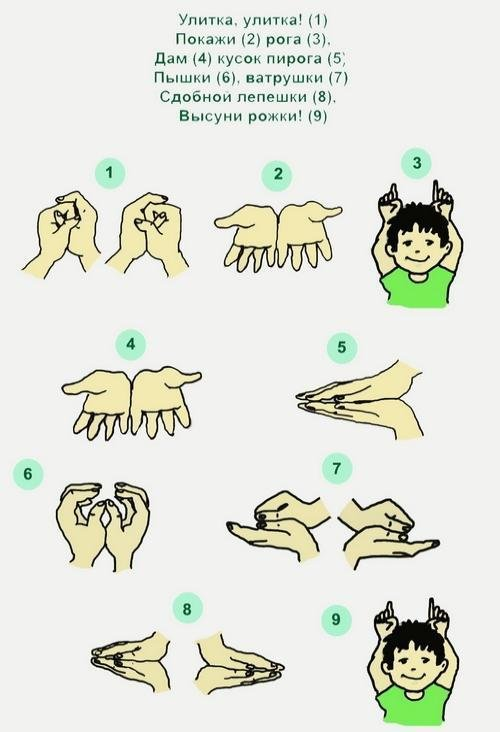 Улитка, улитка! (1)
Покажи (2) рога (3),
Дам (4) кусок пирога (5)
Пышки (6), ватрушки (7)
Сдобной лепешки (8),
Высуни рожки! (9)
1
2
3
4
5
6
7
8
9